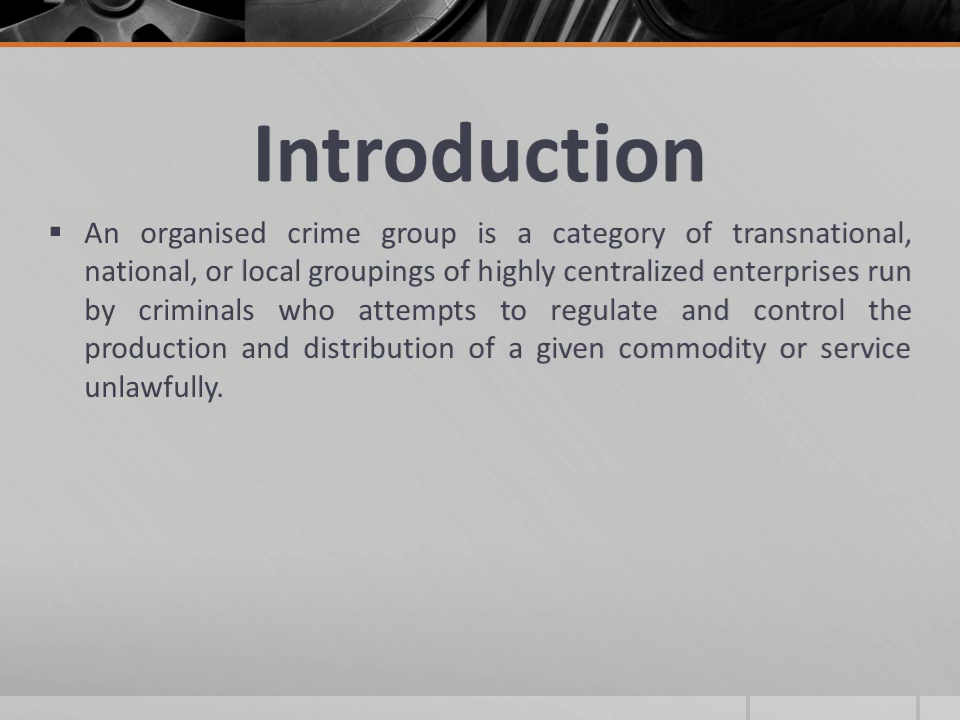 Introduction
▪ An organised crime group is a category of transnational,
national, or local groupings of highly centralized enterprises run
by criminals who attempts to regulate and control the
production and distribution of a given commodity or service
unlawfully.